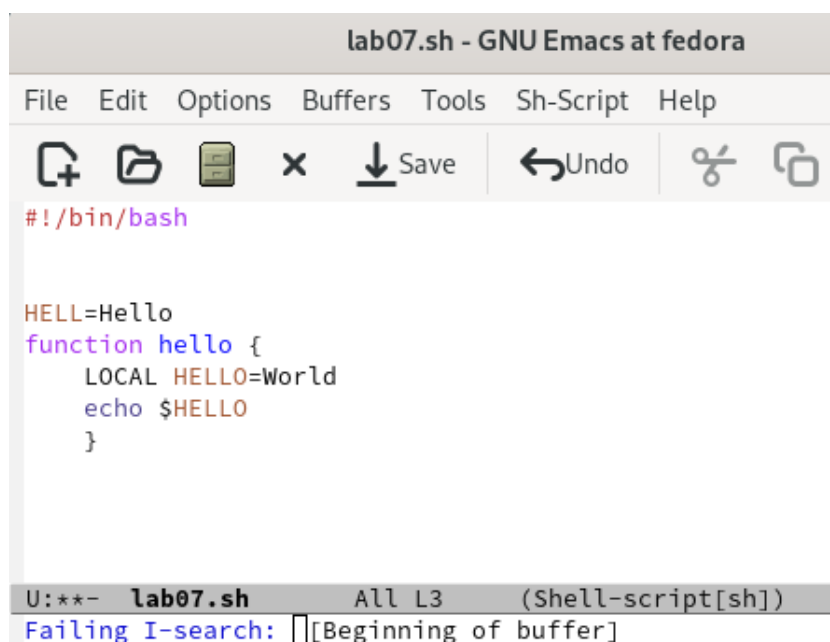 lab07.sh - GNU Emacs at fedora
File Edit Options Buffers Tools Sh-Script Help
Save Undo
#!/bin/bash
HELL=Hello
function hello {
    LOCAL HELLO=World
    echo $HELLO
    }
U:**- lab07.sh All L3 (Shell-script[sh])
Failing I-search: [Beginning of buffer]